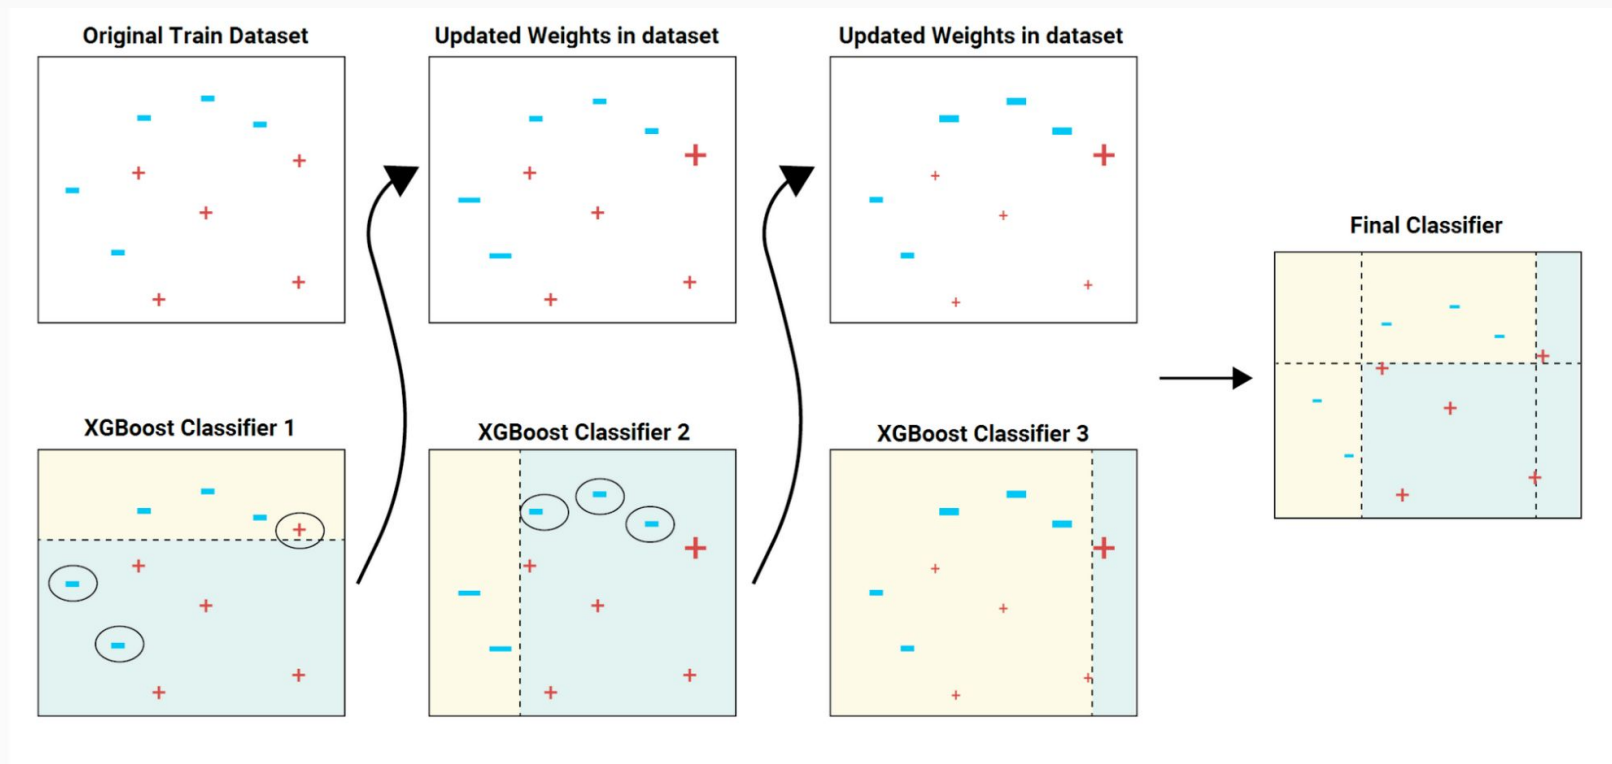 Original Train Dataset
Updated Weights in dataset
Updated Weights in dataset
Final Classifier
XGBoost Classifier 1
XGBoost Classifier 2
XGBoost Classifier 3